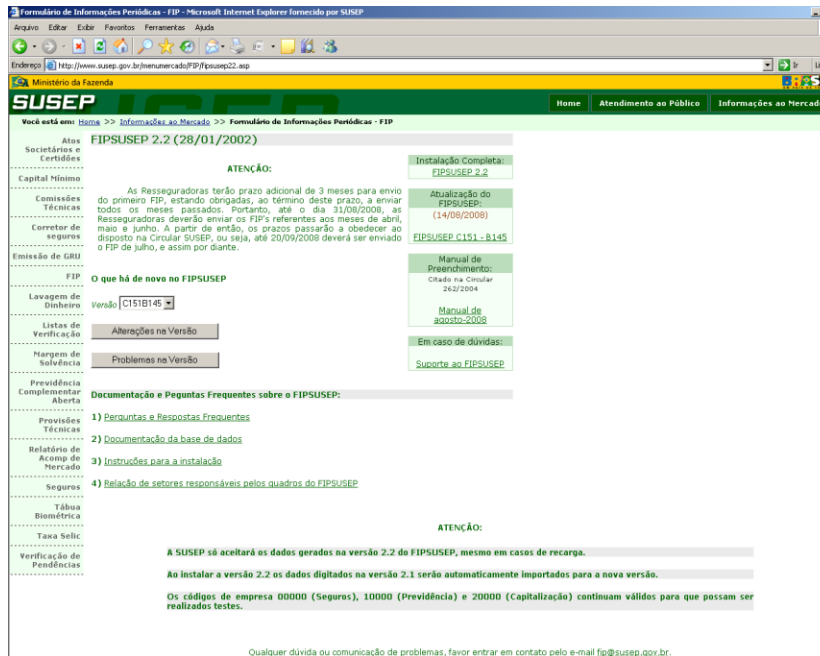 Formulário de Informações Periódicas - FIP - Microsoft Internet Explorer fornecido por SUSEP
Arquivo Editar Exibir Favoritos Ferramentas Ajuda
Endereço http://www.susep.gov.br/menumercado/FIP/fipsusep22.asp Ir
Ministério da Fazenda
SUSEP
Home Atendimento ao Público Informações ao Mercado
Você está em: Home >> Informações ao Mercado >> Formulário de Informações Periódicas - FIP
Atos
Societários e
Certidões
Capital Mínimo
Comissões
Técnicas
Corretor de
seguros
Emissão de GRU
FIP
Lavagem de
Dinheiro
Listas de
Verificação
Margem de
Solvência
Previdência
Complementar
Aberta
Provisões
Técnicas
Relatório de
Acomp de
Mercado
Seguros
Tábua
Biométrica
Taxa Selic
Verificação de
Pendências
FIPSUSEP 2.2 (28/01/2002)
ATENÇÃO:
As Resseguradoras terão prazo adicional de 3 meses para envio
do primeiro FIP, estando obrigadas, ao término deste prazo, a enviar
todos os meses passados. Portanto, até o dia 31/08/2008, as
Resseguradoras deverão enviar os FIP's referentes aos meses de abril,
maio e junho. A partir de então, os prazos passarão a obedecer ao
disposto na Circular SUSEP, ou seja, até 20/09/2008 deverá ser enviado
o FIP de julho, e assim por diante.
O que há de novo no FIPSUSEP
Versão C151B145
Alterações na Versão
Problemas na Versão
Instalação Completa:
FIPSUSEP 2.2
Atualização do
FIPSUSEP:
(14/08/2008)
FIPSUSEP C151 - B145
Manual de
Preenchimento:
Citado na Circular
262/2004
Manual de
agosto-2008
Em caso de dúvidas:
Suporte ao FIPSUSEP
Documentação e Peguntas Frequentes sobre o FIPSUSEP:
1) Perguntas e Respostas Frequentes
2) Documentação da base de dados
3) Instruções para a instalação
4) Relação de setores responsáveis pelos quadros do FIPSUSEP
ATENÇÃO:
A SUSEP só aceitará os dados gerados na versão 2.2 do FIPSUSEP, mesmo em casos de recarga.
Ao instalar a versão 2.2 os dados digitados na versão 2.1 serão automaticamente importados para a nova versão.
Os códigos de empresa 00000 (Seguros), 10000 (Previdência) e 20000 (Capitalização) continuam válidos para que possam ser
realizados testes.
Qualquer dúvida ou comunicação de problemas, favor entrar em contato pelo e-mail fip@susep.gov.br.